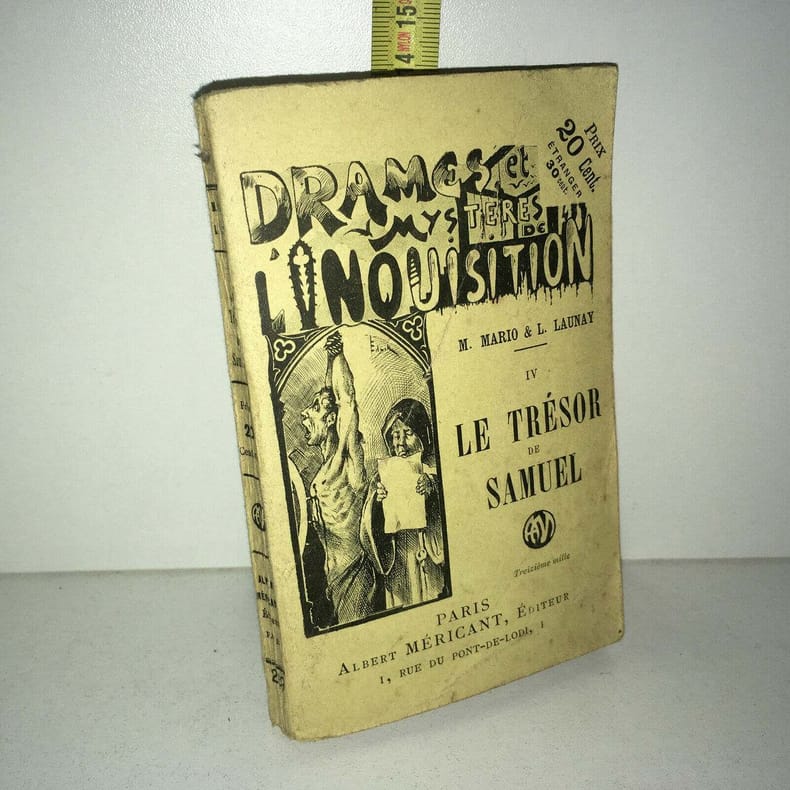 4 NYLON 15
DRAMES et
MYSTÈRES DE
L'INQUISITION
PRIX
20 Cent.
ÉTRANGER
30 cent.
M. MARIO & L. LAUNAY
IV
LE TRÉSOR
DE
SAMUEL
AM
Treizième mille
PARIS
ALBERT MÉRICANT, ÉDITEUR
1, RUE DU PONT-DE-LODI, 1